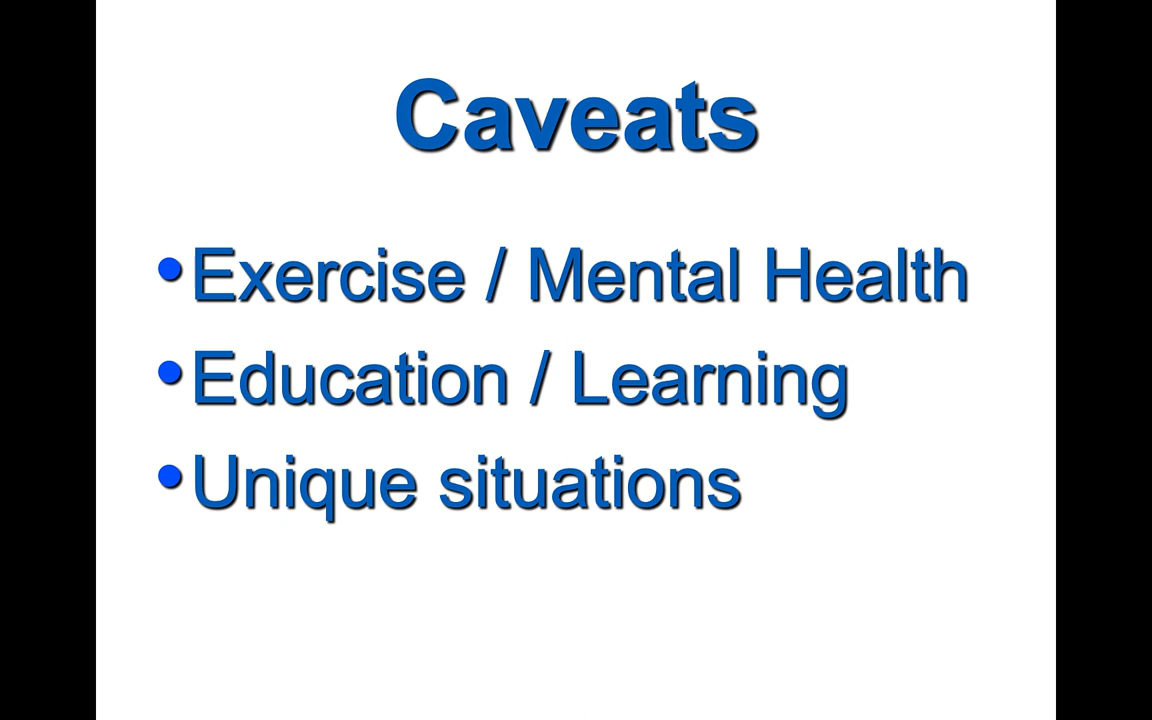 Caveats
•Exercise / Mental Health
•Education / Learning
•Unique situations